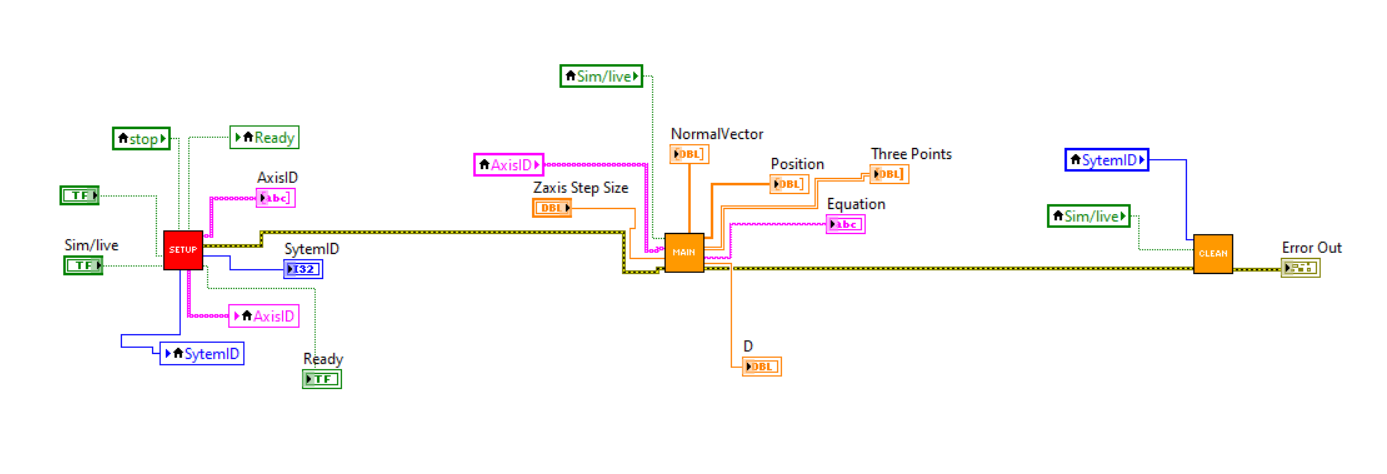 Sim/live
stop
Ready
NormalVector
Three Points
AxisID
Position
SytemID
DBL]
DBL]
DBL]
AxisID
Zaxis Step Size
TF
abc]
DBL
Equation
Sim/live
abc
Sim/live
SETUP
SytemID
MAIN
CLEAN
Error Out
TF
I32
AxisID
D
SytemID
Ready
DBL
TF